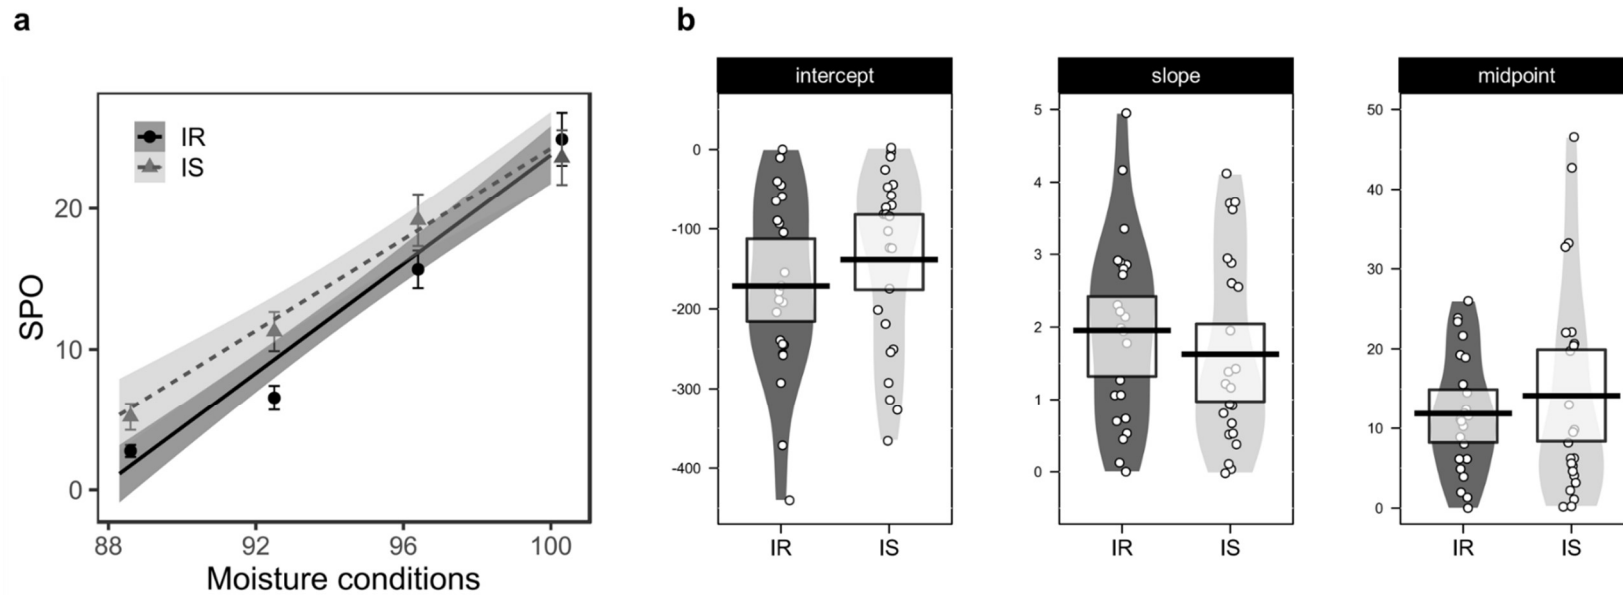 a
b
IR
IS
SPO
20
10
0
88 92 96 100
Moisture conditions
intercept
0
-100
-200
-300
-400
IR IS
slope
5
4
3
2
1
0
IR IS
midpoint
50
40
30
20
10
0
IR IS